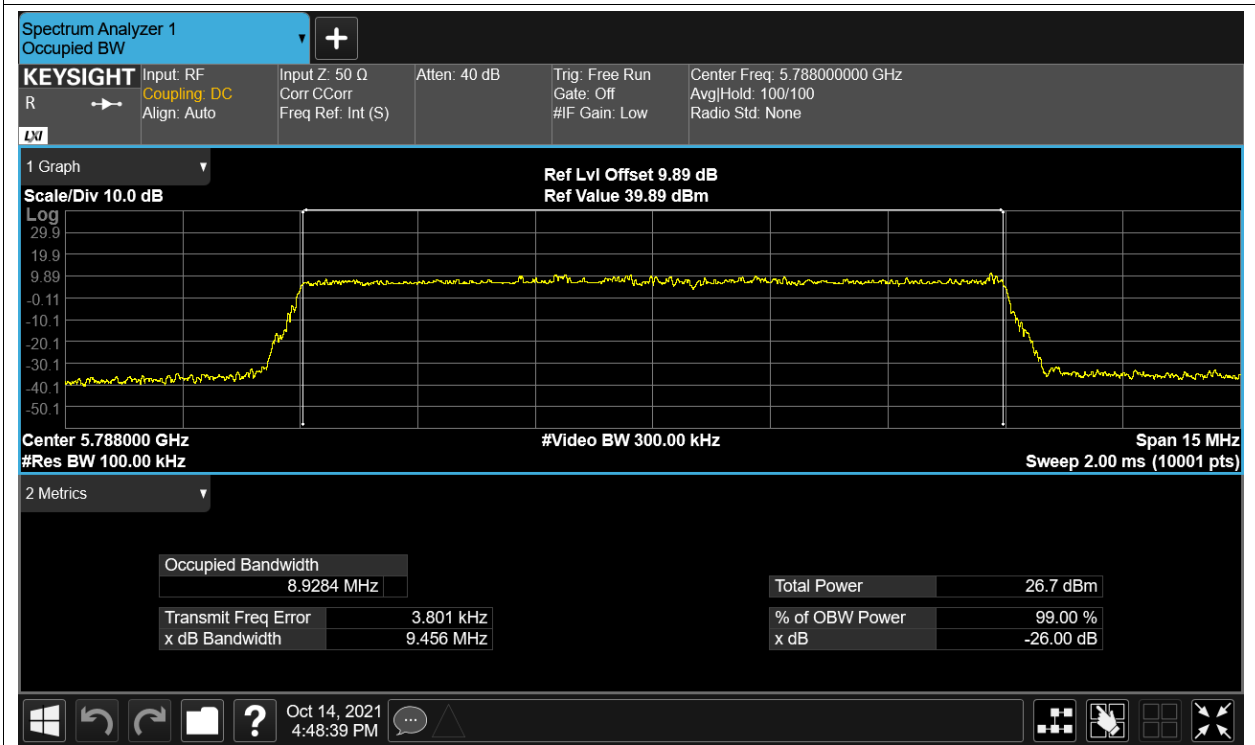 Spectrum Analyzer 1
Occupied BW
KEYSIGHT
R
LXI
Input: RF
Coupling: DC
Align: Auto
Input Z: 50 Ω
Corr CCorr
Freq Ref: Int (S)
Atten: 40 dB
Trig: Free Run
Gate: Off
#IF Gain: Low
Center Freq: 5.788000000 GHz
Avg|Hold: 100/100
Radio Std: None
1 Graph
Scale/Div 10.0 dB
Ref Lvl Offset 9.89 dB
Ref Value 39.89 dBm
Log
29.9
19.9
9.89
-0.11
-10.1
-20.1
-30.1
-40.1
-50.1
Center 5.788000 GHz
#Video BW 300.00 kHz
Span 15 MHz
#Res BW 100.00 kHz
Sweep 2.00 ms (10001 pts)
2 Metrics
Occupied Bandwidth
8.9284 MHz
Total Power 26.7 dBm
Transmit Freq Error 3.801 kHz
% of OBW Power 99.00 %
x dB Bandwidth 9.456 MHz
x dB -26.00 dB
?
Oct 14, 2021
4:48:39 PM